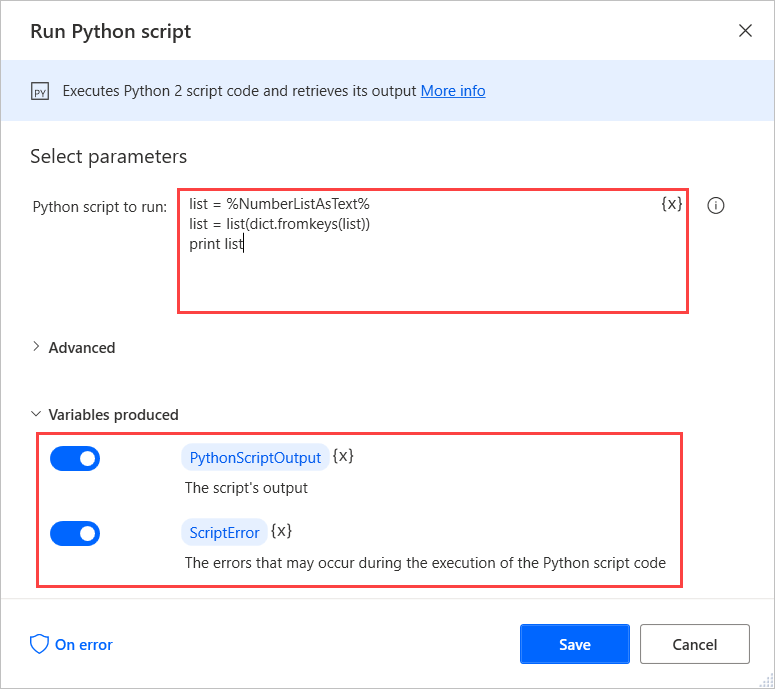 Run Python script
PY
Executes Python 2 script code and retrieves its output More info
Select parameters
Python script to run:
list = %NumberListAsText%
list = list(dict.fromkeys(list))
print list
{x}
Advanced
Variables produced
PythonScriptOutput {x}
The script's output
ScriptError {x}
The errors that may occur during the execution of the Python script code
On error
Save
Cancel